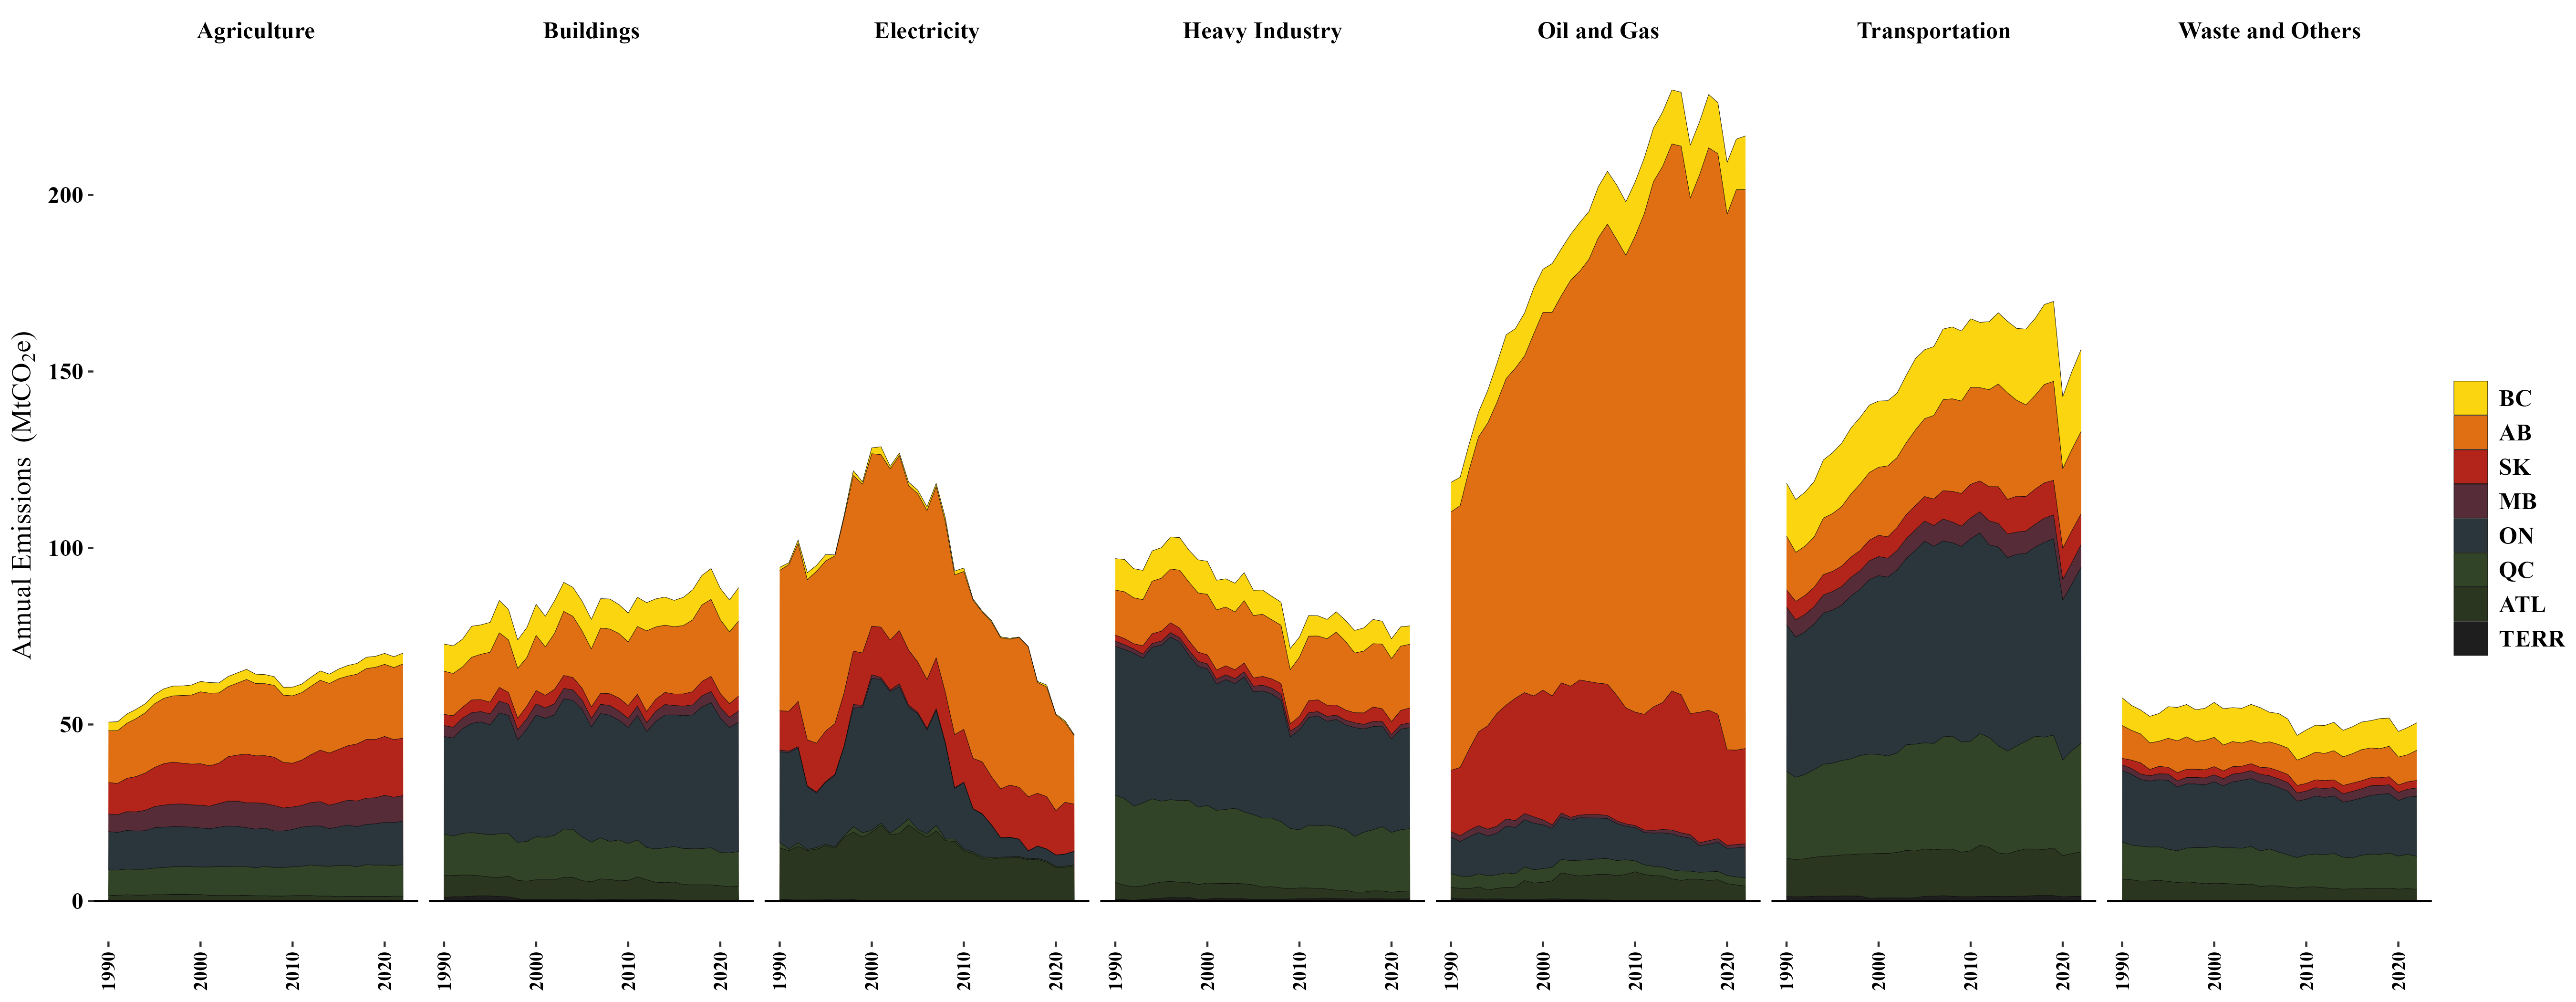 Agriculture
Buildings
Electricity
Heavy Industry
Oil and Gas
Transportation
Waste and Others
Annual Emissions (MtCO₂e)
200
150
100
50
0
1990 2000 2010 2020
1990 2000 2010 2020
1990 2000 2010 2020
1990 2000 2010 2020
1990 2000 2010 2020
1990 2000 2010 2020
1990 2000 2010 2020
BC
AB
SK
MB
ON
QC
ATL
TERR